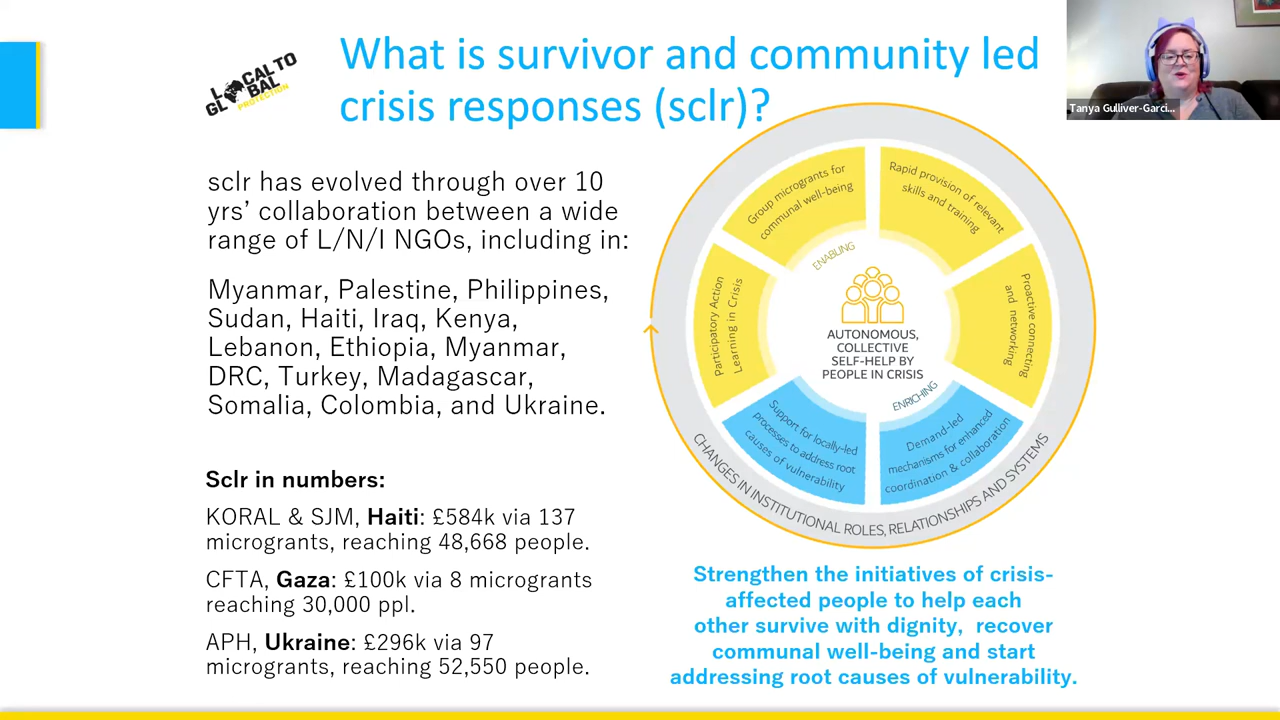 What is survivor and community led
crisis responses (sclr)?
LOCAL TO
GLOBAL
PROTECTION
Tanya Gulliver-Garci...
sclr has evolved through over 10
yrs’ collaboration between a wide
range of L/N/I NGOs, including in:
Myanmar, Palestine, Philippines,
Sudan, Haiti, Iraq, Kenya,
Lebanon, Ethiopia, Myanmar,
DRC, Turkey, Madagascar,
Somalia, Colombia, and Ukraine.
Sclr in numbers:
KORAL & SJM, Haiti: £584k via 137
microgrants, reaching 48,668 people.
CFTA, Gaza: £100k via 8 microgrants
reaching 30,000 ppl.
APH, Ukraine: £296k via 97
microgrants, reaching 52,550 people.
Group microgrants for
communal well-being
Rapid provision of relevant
skills and training
Proactive connecting
and networking
Demand-led
mechanisms for enhanced
coordination & collaboration
Support for locally-led
processes to address root
causes of vulnerability
Participatory Action
Learning in Crisis
ENABLING
AUTONOMOUS,
COLLECTIVE
SELF-HELP BY
PEOPLE IN CRISIS
ENRICHING
CHANGES IN INSTITUTIONAL ROLES, RELATIONSHIPS AND SYSTEMS
Strengthen the initiatives of crisis-
affected people to help each
other survive with dignity, recover
communal well-being and start
addressing root causes of vulnerability.